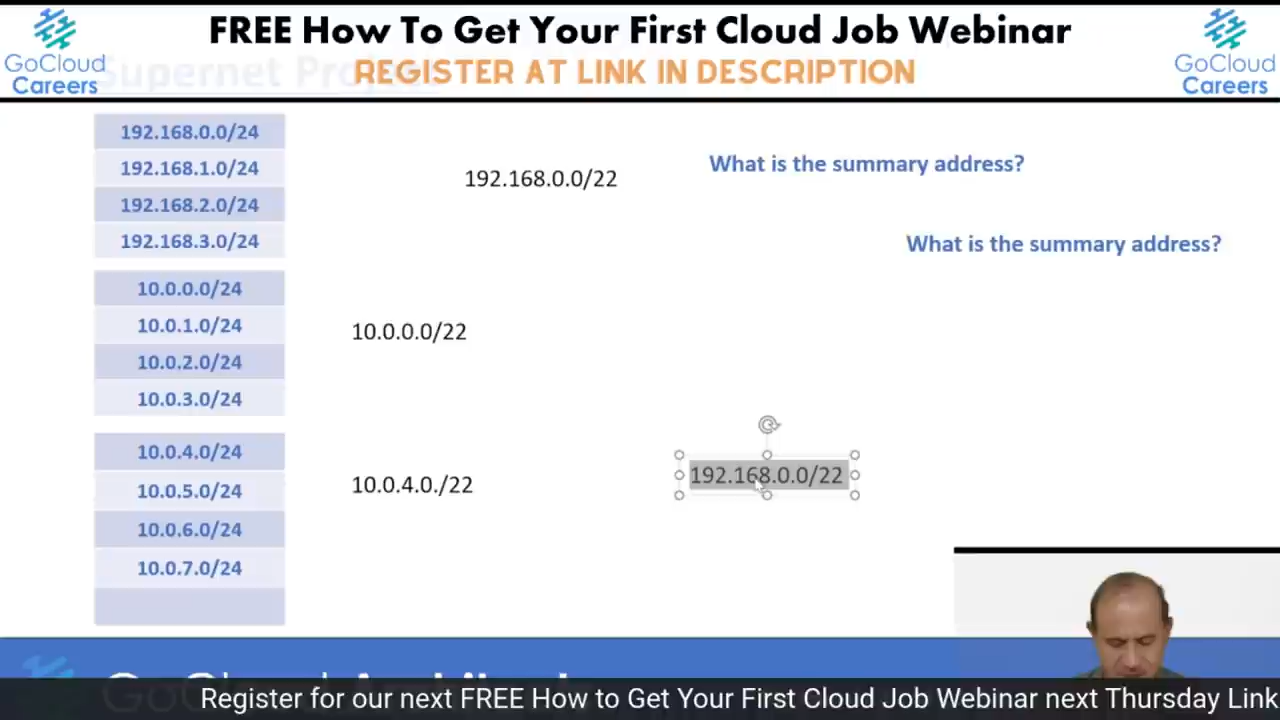 FREE How To Get Your First Cloud Job Webinar
REGISTER AT LINK IN DESCRIPTION
GoCloud
Careers
GoCloud
Careers
Supernet
192.168.0.0/24
192.168.1.0/24
192.168.2.0/24
192.168.3.0/24
192.168.0.0/22
What is the summary address?
What is the summary address?
10.0.0.0/24
10.0.1.0/24
10.0.2.0/24
10.0.3.0/24
10.0.0.0/22
10.0.4.0/24
10.0.5.0/24
10.0.6.0/24
10.0.7.0/24
10.0.4.0./22
192.168.0.0/22
Register for our next FREE How to Get Your First Cloud Job Webinar next Thursday Link